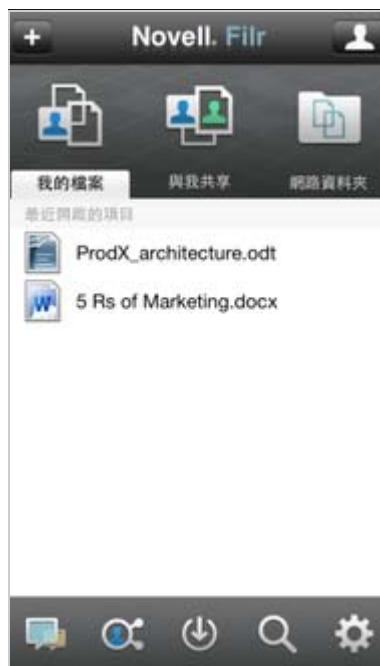 Novell. Filr
我的檔案
與我共享
網路資料夾
最近開啟的項目
ProdX_architecture.odt
5 Rs of Marketing.docx